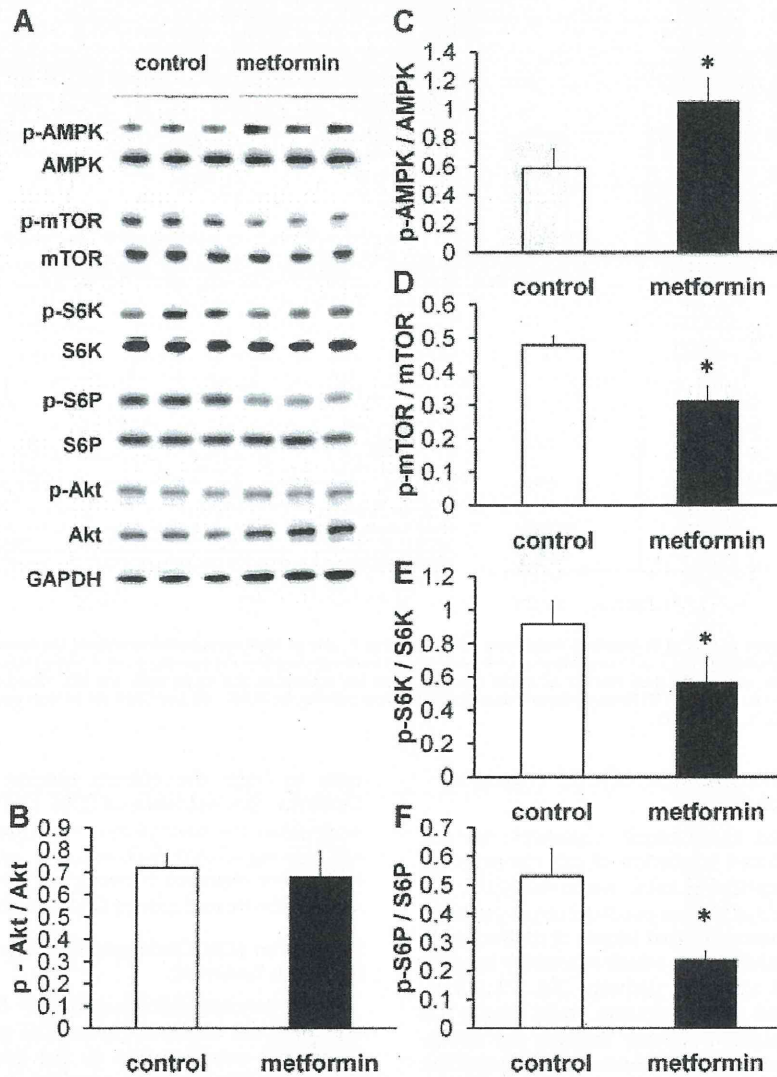 A
control metformin
p-AMPK
AMPK
p-mTOR
mTOR
p-S6K
S6K
p-S6P
S6P
p-Akt
Akt
GAPDH
B
p - Akt / Akt
0.9
0.8
0.7
0.6
0.5
0.4
0.3
0.2
0.1
0
control metformin
C
p-AMPK / AMPK
1.4
1.2
1
0.8
0.6
0.4
0.2
0
*
control metformin
D
p-mTOR / mTOR
0.6
0.5
0.4
0.3
0.2
0.1
0
*
control metformin
E
p-S6K / S6K
1.2
1
0.8
0.6
0.4
0.2
0
*
control metformin
F
p-S6P / S6P
0.7
0.6
0.5
0.4
0.3
0.2
0.1
0
*
control metformin